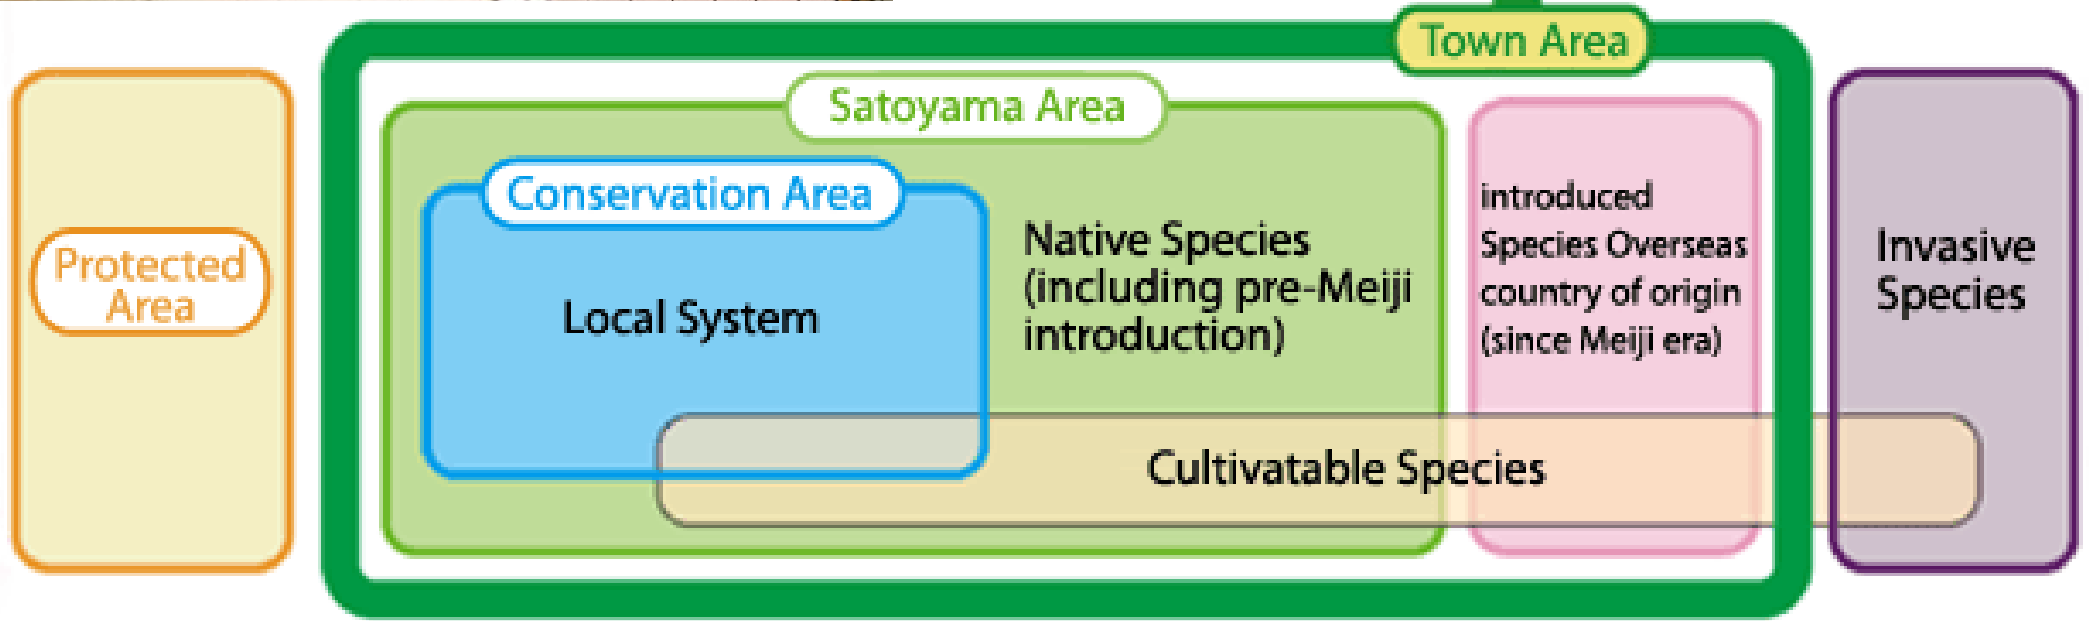 Town Area
Satoyama Area
Conservation Area
Protected
Area
Local System
Native Species
(including pre-Meiji
introduction)
introduced
Species Overseas
country of origin
(since Meiji era)
Invasive
Species
Cultivatable Species